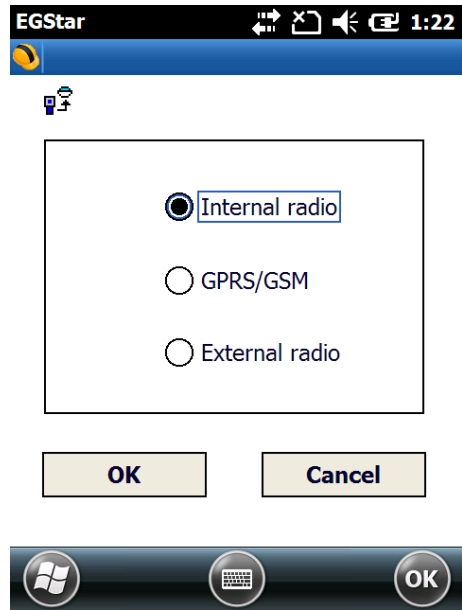 EGStar 1:22
Internal radio
GPRS/GSM
External radio
OK Cancel
OK